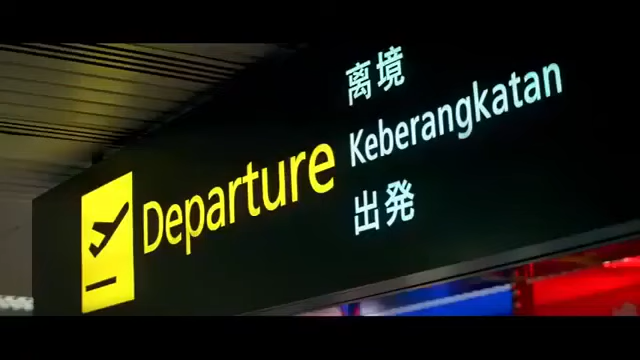 Departure
离境
Keberangkatan
出発